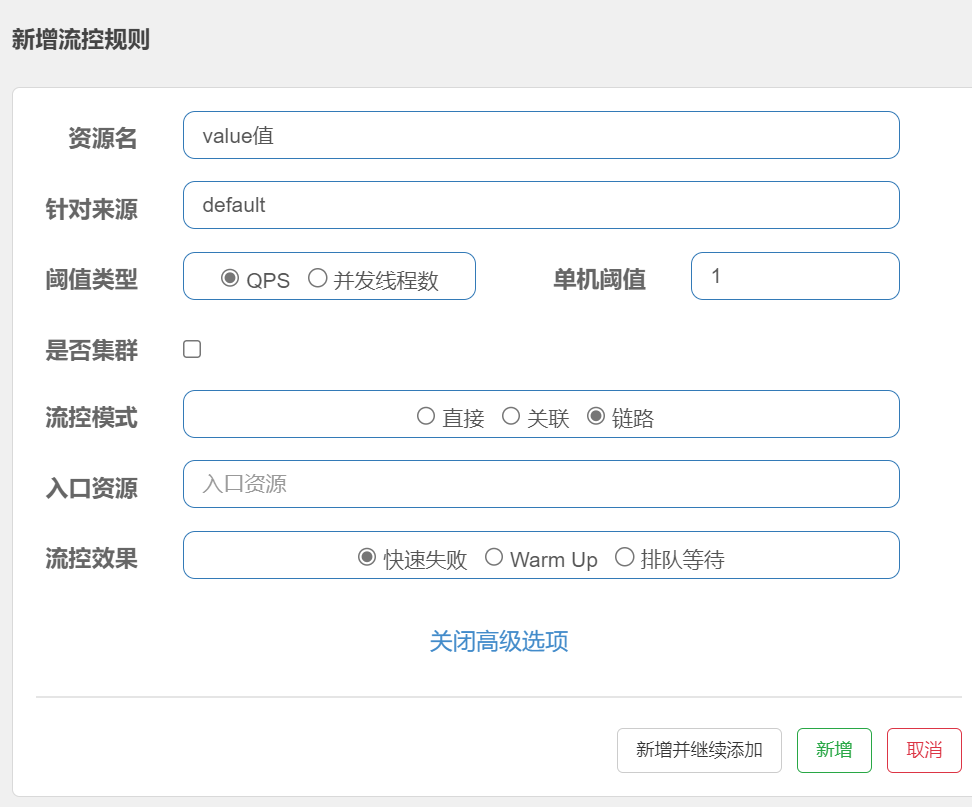 新增流控规则
资源名 value值
针对来源 default
阈值类型 QPS 并发线程数 单机阈值 1
是否集群
流控模式 直接 关联 链路
入口资源 入口资源
流控效果 快速失败 Warm Up 排队等待
关闭高级选项
新增并继续添加 新增 取消